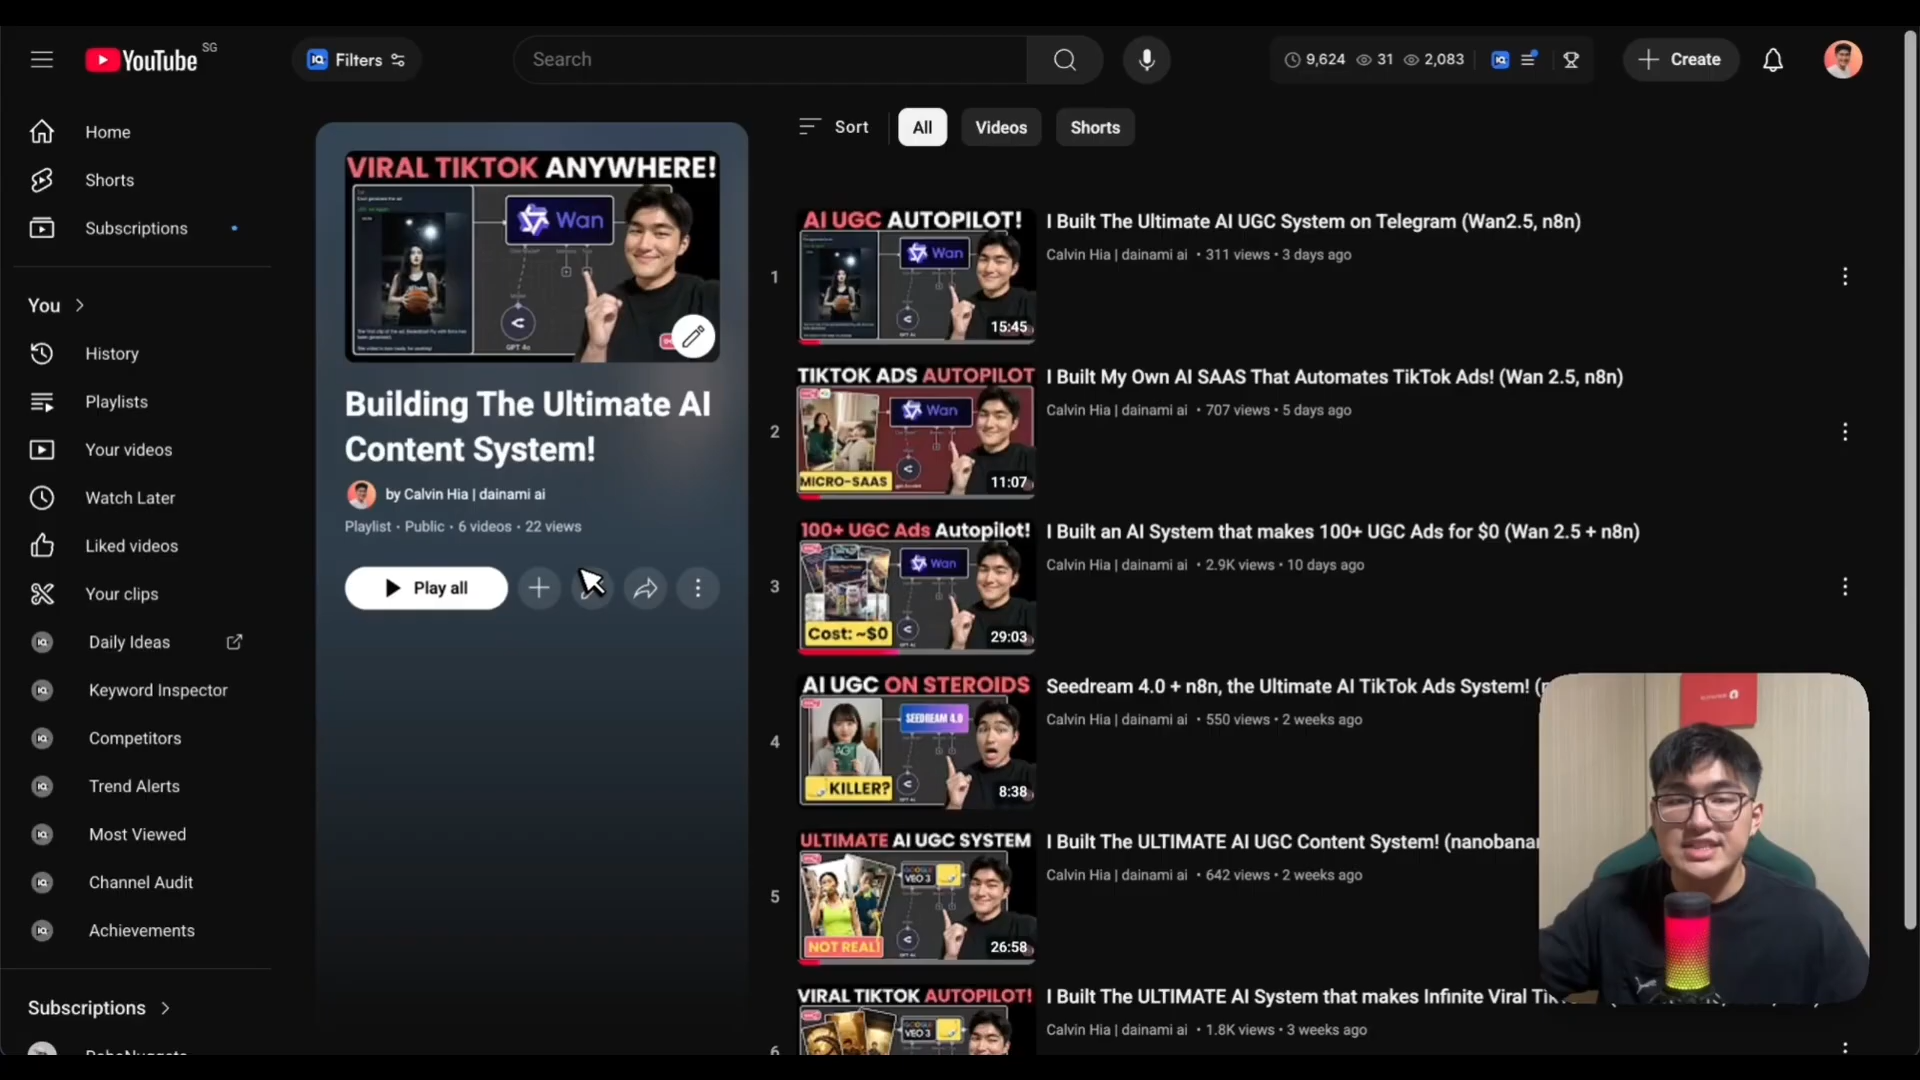 YouTube SG
Filters
Search
9,624 31 2,083
Create
Home
Shorts
Subscriptions
You
History
Playlists
Your videos
Watch Later
Liked videos
Your clips
Daily Ideas
Keyword Inspector
Competitors
Trend Alerts
Most Viewed
Channel Audit
Achievements
Subscriptions
VIRAL TIKTOK ANYWHERE!
Wan
GPT 4o
Building The Ultimate AI
Content System!
by Calvin Hia | dainami ai
Playlist • Public • 6 videos • 22 views
Play all
Sort
All
Videos
Shorts
1
AI UGC AUTOPILOT!
Wan
15:45
I Built The Ultimate AI UGC System on Telegram (Wan2.5, n8n)
Calvin Hia | dainami ai • 311 views • 3 days ago
2
TIKTOK ADS AUTOPILOT
Wan
MICRO-SAAS
11:07
I Built My Own AI SAAS That Automates TikTok Ads! (Wan 2.5, n8n)
Calvin Hia | dainami ai • 707 views • 5 days ago
3
100+ UGC Ads Autopilot!
Wan
Cost: ~$0
29:03
I Built an AI System that makes 100+ UGC Ads for $0 (Wan 2.5 + n8n)
Calvin Hia | dainami ai • 2.9K views • 10 days ago
4
AI UGC ON STEROIDS
SEEDREAM 4.0
KILLER?
8:38
Seedream 4.0 + n8n, the Ultimate AI TikTok Ads System!
Calvin Hia | dainami ai • 550 views • 2 weeks ago
5
ULTIMATE AI UGC SYSTEM
GOOGLE
VEO 3
NOT REAL!
26:58
I Built The ULTIMATE AI UGC Content System! (nanobanan
Calvin Hia | dainami ai • 642 views • 2 weeks ago
6
VIRAL TIKTOK AUTOPILOT!
GOOGLE
VEO 3
I Built The ULTIMATE AI System that makes Infinite Viral
Calvin Hia | dainami ai • 1.8K views • 3 weeks ago